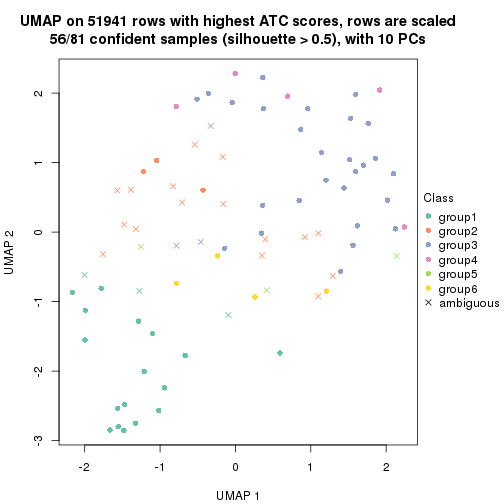 UMAP on 51941 rows with highest ATC scores, rows are scaled
56/81 confident samples (silhouette > 0.5), with 10 PCs
2
1
0
-1
-2
-3
UMAP 2
-2
-1
0
1
2
UMAP 1
Class
group1
group2
group3
group4
group5
group6
ambiguous